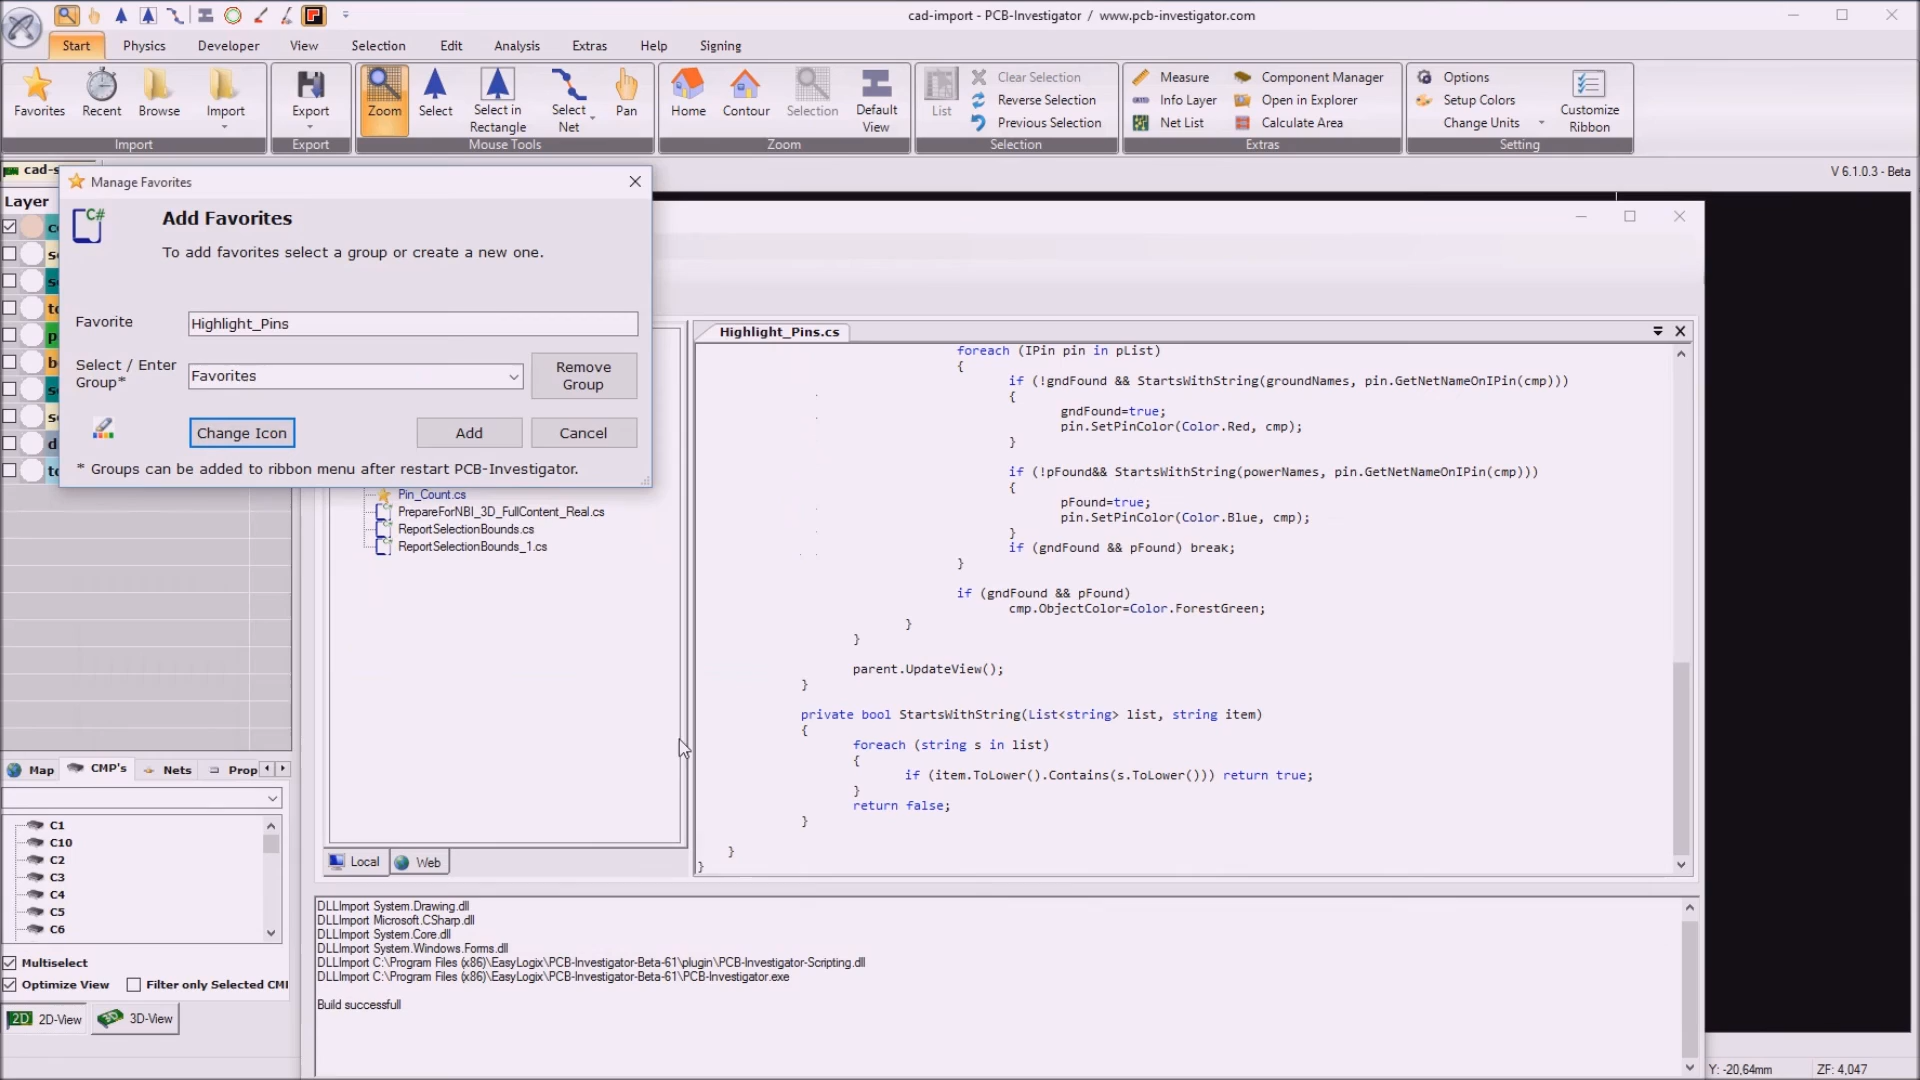 cad-import - PCB-Investigator / www.pcb-investigator.com
Start Physics Developer View Selection Edit Analysis Extras Help Signing
Favorites Recent Browse Import
Import
Export
Export
Zoom Select Select in Rectangle Select Net Pan
Mouse Tools
Home Contour Selection Default View
Zoom
List Clear Selection
Reverse Selection
Previous Selection
Selection
Measure Component Manager
Info Layer Open in Explorer
Net List Calculate Area
Extras
Options
Setup Colors
Change Units
Customize Ribbon
Setting
cad-s
V 6.1.0.3 - Beta
Layer
Manage Favorites
C#
Add Favorites
To add favorites select a group or create a new one.
Favorite Highlight_Pins
Select / Enter Group* Favorites Remove Group
Change Icon Add Cancel
* Groups can be added to ribbon menu after restart PCB-Investigator.
Pin_Count.cs
PrepareForNBI_3D_FullContent_Real.cs
ReportSelectionBounds.cs
ReportSelectionBounds_1.cs
Local Web
Highlight_Pins.cs
foreach (IPin pin in pList)
{
if (!gndFound && StartsWithString(groundNames, pin.GetNetNameOnIPin(cmp)))
{
gndFound=true;
pin.SetPinColor(Color.Red, cmp);
}
if (!pFound&& StartsWithString(powerNames, pin.GetNetNameOnIPin(cmp)))
{
pFound=true;
pin.SetPinColor(Color.Blue, cmp);
}
if (gndFound && pFound) break;
}
if (gndFound && pFound)
cmp.ObjectColor=Color.ForestGreen;
}
}
parent.UpdateView();
}
private bool StartsWithString(List<string> list, string item)
{
foreach (string s in list)
{
if (item.ToLower().Contains(s.ToLower())) return true;
}
return false;
}
}
}
Map CMP's Nets Prop
C1
C10
C2
C3
C4
C5
C6
Multiselect
Optimize View Filter only Selected CM
2D 2D-View 3D 3D-View
DLLImport System.Drawing.dll
DLLImport Microsoft.CSharp.dll
DLLImport System.Core.dll
DLLImport System.Windows.Forms.dll
DLLImport C:\Program Files (x86)\EasyLogix\PCB-Investigator-Beta-61\plugin\PCB-Investigator-Scripting.dll
DLLImport C:\Program Files (x86)\EasyLogix\PCB-Investigator-Beta-61\PCB-Investigator.exe
Build successfull
Y: -20,64mm ZF: 4,047